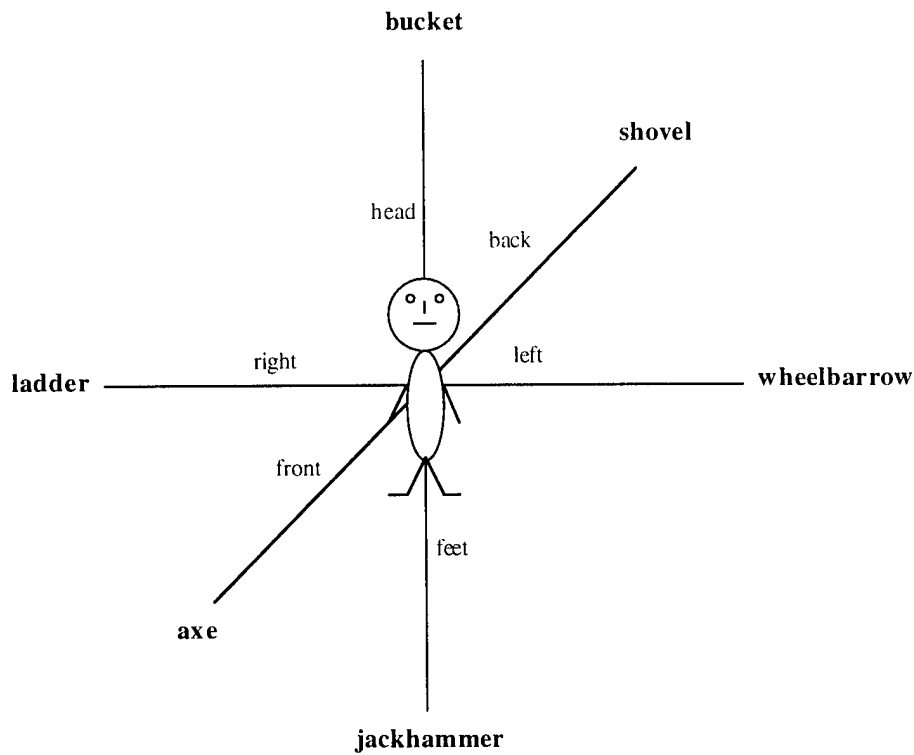 bucket
shovel
head
back
right
left
ladder
wheelbarrow
front
feet
axe
jackhammer